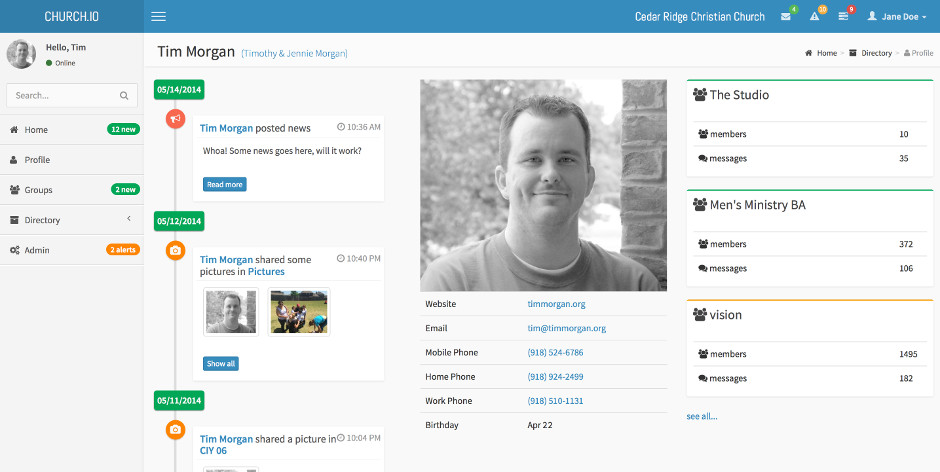 CHURCH.IO
Cedar Ridge Christian Church
4
10
9
Jane Doe
Hello, Tim
Online
Search...
Home 12 new
Profile
Groups 2 new
Directory
Admin 2 alerts
Tim Morgan (Timothy & Jennie Morgan)
Home > Directory > Profile
05/14/2014
Tim Morgan posted news 10:36 AM
Whoa! Some news goes here, will it work?
Read more
05/12/2014
Tim Morgan shared some 10:40 PM
pictures in Pictures
Show all
05/11/2014
Tim Morgan shared a picture in 10:04 PM
CIY 06
Website timmorgan.org
Email tim@timmorgan.org
Mobile Phone (918) 524-6786
Home Phone (918) 924-2499
Work Phone (918) 510-1131
Birthday Apr 22
The Studio
members 10
messages 35
Men's Ministry BA
members 372
messages 106
vision
members 1495
messages 182
see all...